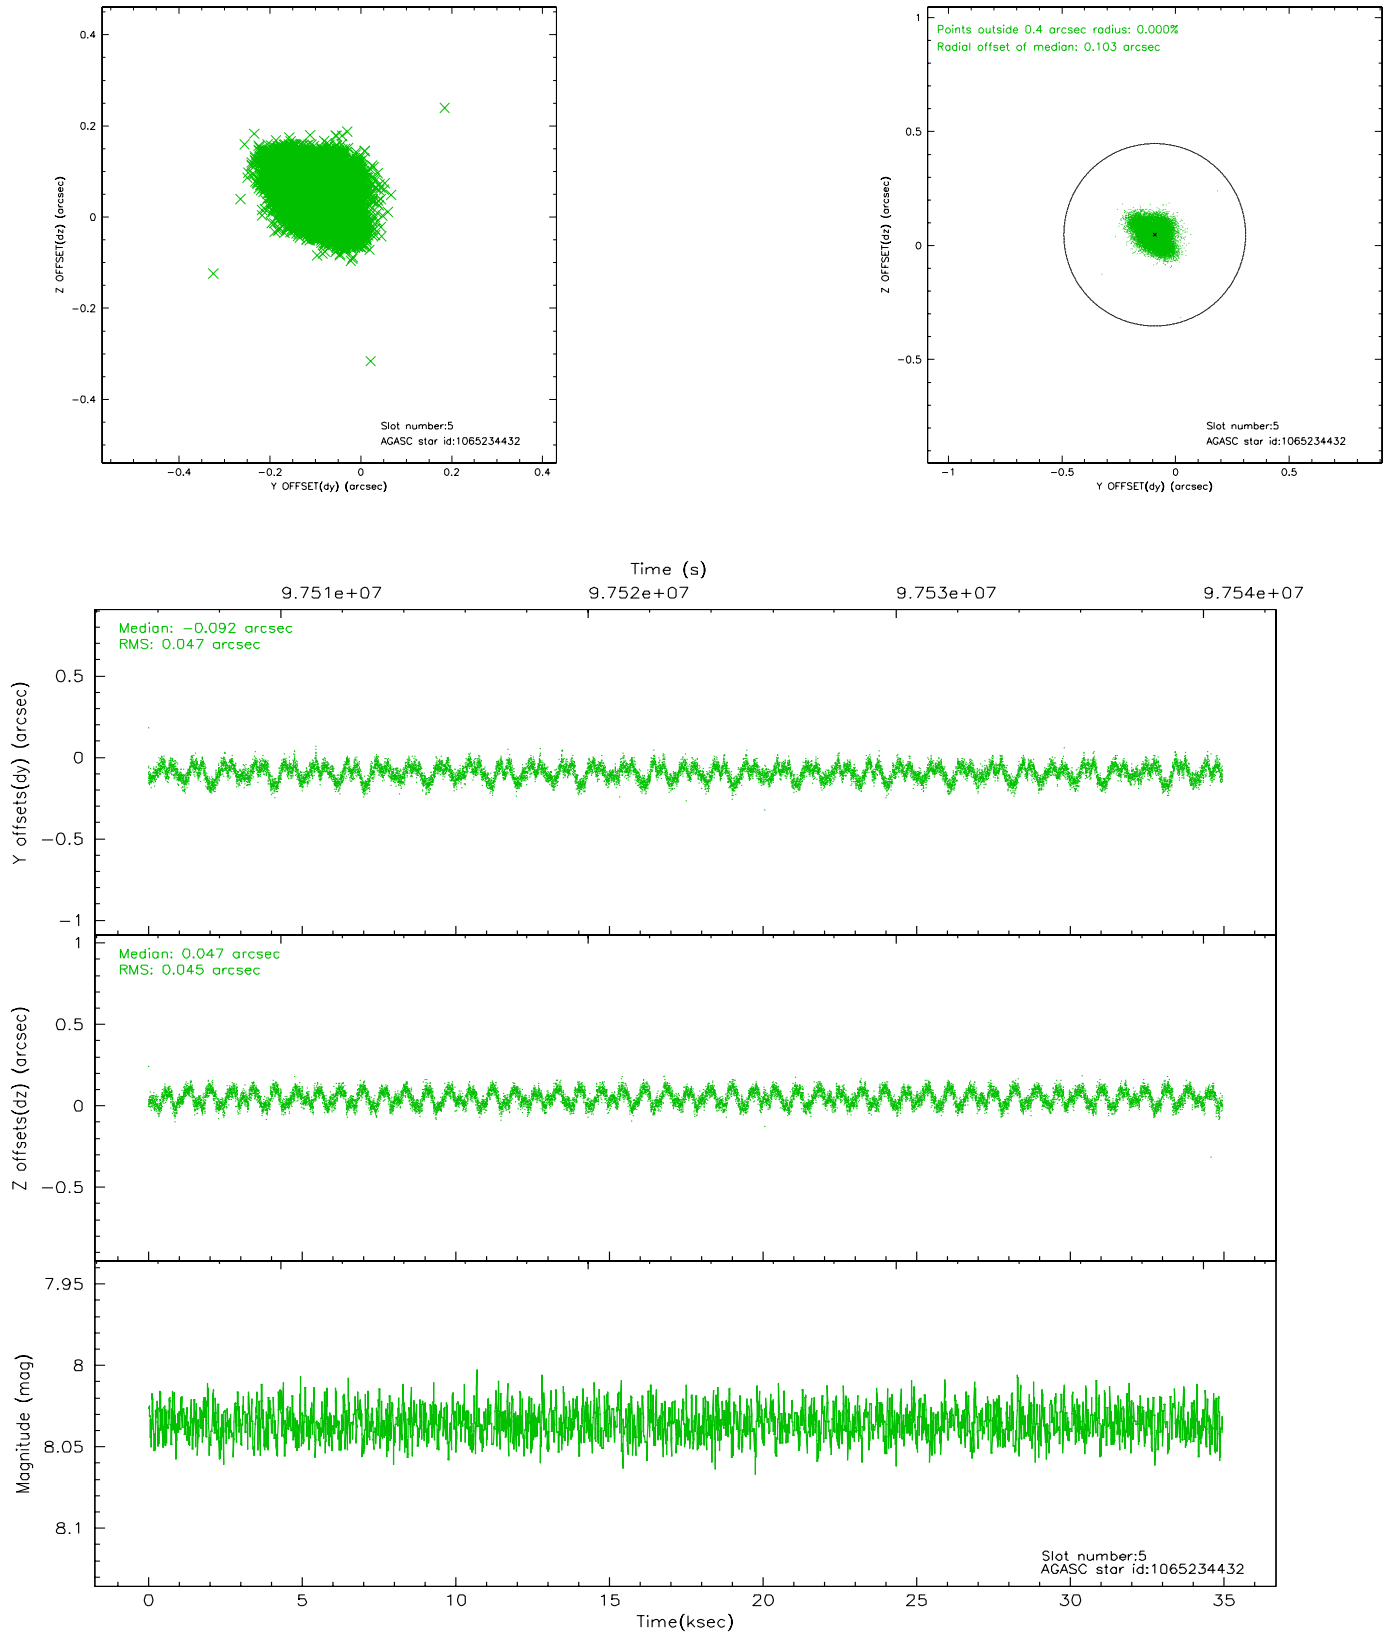 0.4
0.2
0
−0.2
−0.4
Z OFFSET(dz) (arcsec)
Slot number:5
AGASC star id:1065234432
−0.4 −0.2 0 0.2 0.4
Y OFFSET(dy) (arcsec)
Points outside 0.4 arcsec radius: 0.000%
Radial offset of median: 0.103 arcsec
1
0.5
0
−0.5
Z OFFSET(dz) (arcsec)
Slot number:5
AGASC star id:1065234432
−1 −0.5 0 0.5
Y OFFSET(dy) (arcsec)
Time (s)
9.751e+07 9.752e+07 9.753e+07 9.754e+07
Median: −0.092 arcsec
RMS: 0.047 arcsec
0.5
0
−0.5
−1
Y offsets(dy) (arcsec)
Median: 0.047 arcsec
RMS: 0.045 arcsec
1
0.5
0
−0.5
Z offsets(dz) (arcsec)
7.95
8
8.05
8.1
Magnitude (mag)
Slot number:5
AGASC star id:1065234432
0 5 10 15 20 25 30 35
Time(ksec)